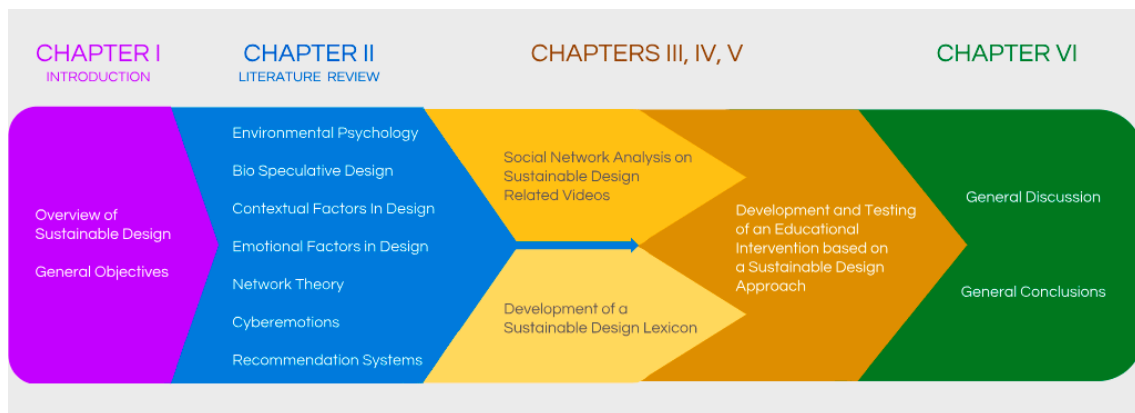 CHAPTER I
INTRODUCTION
CHAPTER II
LITERATURE REVIEW
CHAPTERS III, IV, V
CHAPTER VI
Overview of
Sustainable Design
General Objectives
Environmental Psychology
Bio Speculative Design
Contextual Factors In Design
Emotional Factors in Design
Network Theory
Cyberemotions
Recommendation Systems
Social Network Analysis on
Sustainable Design
Related Videos
Development of a
Sustainable Design Lexicon
Development and Testing
of an Educational
Intervention based on
a Sustainable Design
Approach
General Discussion
General Conclusions